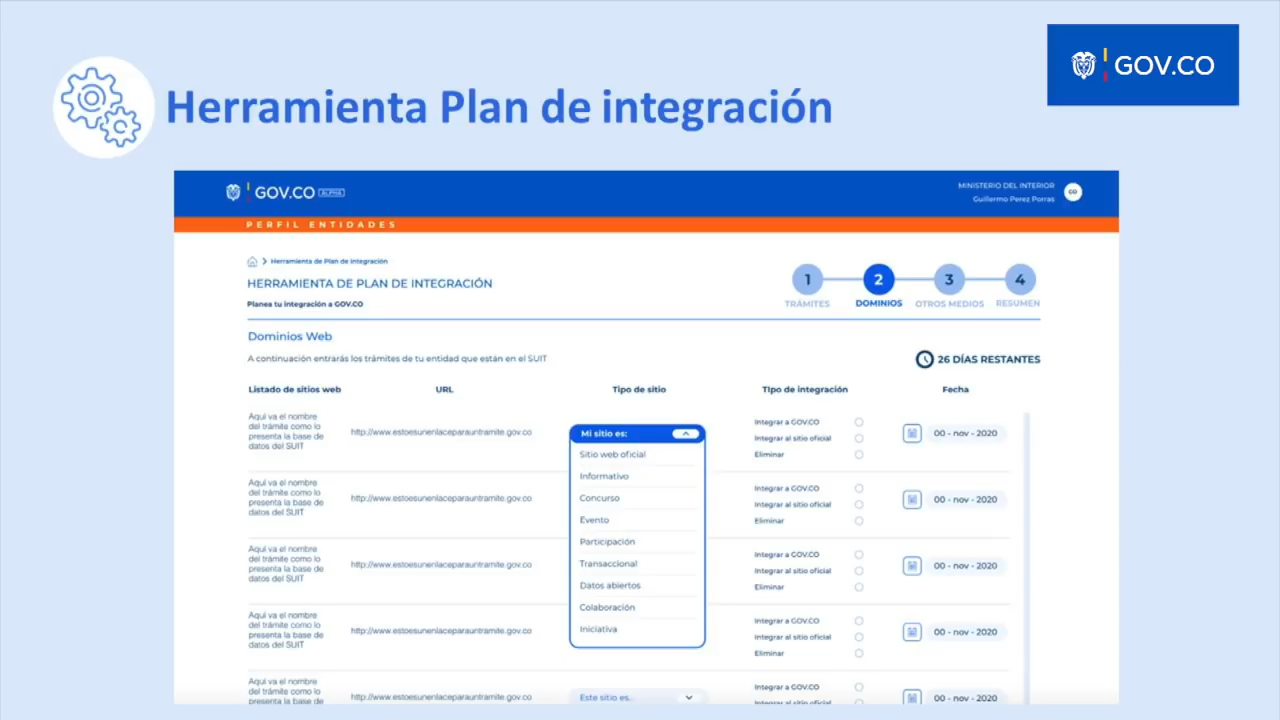 GOV.CO
Herramienta Plan de integración
GOV.CO ALPHA
MINISTERIO DEL INTERIOR
Guillermo Perez Porras
CO
PERFIL ENTIDADES
Herramienta de Plan de Integración
HERRAMIENTA DE PLAN DE INTEGRACIÓN
Planea tu integración a GOV.CO
1 2 3 4
TRÁMITES DOMINIOS OTROS MEDIOS RESUMEN
Dominios Web
A continuación entrarás los trámites de tu entidad que están en el SUIT
26 DÍAS RESTANTES
Listado de sitios web URL Tipo de sitio Tipo de integración Fecha
Aquí va el nombre
del trámite como lo
presenta la base de
datos del SUIT
http://www.estoesunenlaceparauntramite.gov.co
Integrar a GOV.CO
Integrar al sitio oficial
Eliminar
00 - nov - 2020
Mi sitio es:
Sitio web oficial
Informativo
Concurso
Evento
Participación
Transaccional
Datos abiertos
Colaboración
Iniciativa
Aquí va el nombre
del trámite como lo
presenta la base de
datos del SUIT
http://www.estoesunenlaceparauntramite.gov.co
Integrar a GOV.CO
Integrar al sitio oficial
Eliminar
00 - nov - 2020
Aquí va el nombre
del trámite como lo
presenta la base de
datos del SUIT
http://www.estoesunenlaceparauntramite.gov.co
Integrar a GOV.CO
Integrar al sitio oficial
Eliminar
00 - nov - 2020
Aquí va el nombre
del trámite como lo
presenta la base de
datos del SUIT
http://www.estoesunenlaceparauntramite.gov.co
Integrar a GOV.CO
Integrar al sitio oficial
Eliminar
00 - nov - 2020
Aquí va el nombre
del trámite como lo
presenta la base de
http://www.estoesunenlaceparauntramite.gov.co
Este sitio es..
Integrar a GOV.CO
Integrar al sitio oficial
00 - nov - 2020